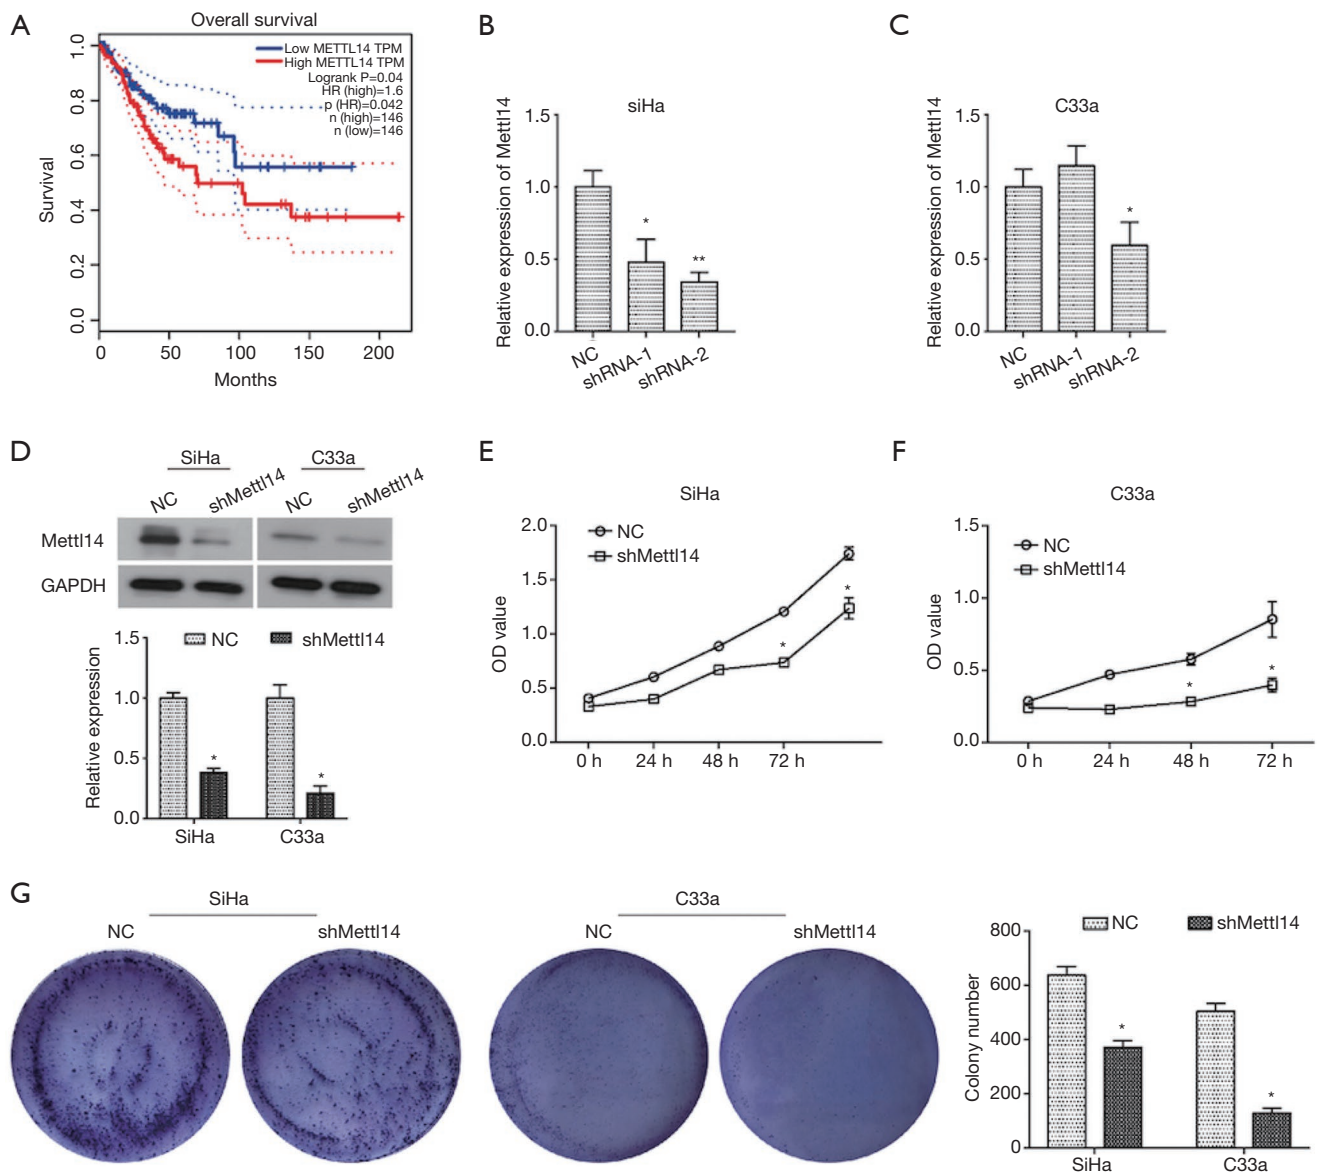 A
Overall survival
Low METTL14 TPM
High METTL14 TPM
Logrank P=0.04
HR (high)=1.6
p (HR)=0.042
n (high)=146
n (low)=146
Survival
1.0
0.8
0.6
0.4
0.2
0.0
0 50 100 150 200
Months
B
siHa
Relative expression of Mettl14
1.5
1.0
0.5
0.0
*
**
NC shRNA-1 shRNA-2
C
C33a
Relative expression of Mettl14
1.5
1.0
0.5
0.0
*
NC shRNA-1 shRNA-2
D
SiHa C33a
NC shMettl14 NC shMettl14
Mettl14
GAPDH
NC shMettl14
Relative expression
1.5
1.0
0.5
0.0
* *
SiHa C33a
E
SiHa
NC
shMettl14
OD value
2.0
1.5
1.0
0.5
0.0
* *
0 h 24 h 48 h 72 h
F
C33a
NC
shMettl14
OD value
1.5
1.0
0.5
0.0
* *
0 h 24 h 48 h 72 h
G
SiHa C33a
NC shMettl14 NC shMettl14
NC shMettl14
Colony number
800
600
400
200
0
* *
SiHa C33a